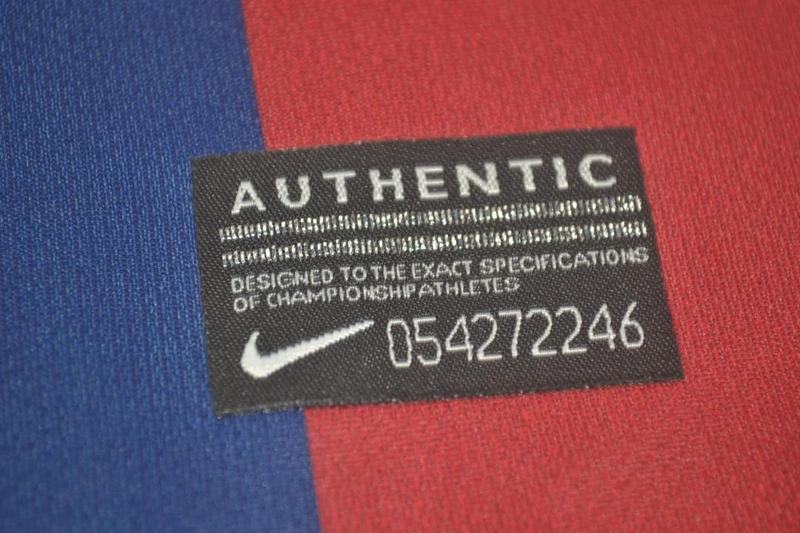 AUTHENTIC
DESIGNED TO THE EXACT SPECIFICATIONS
OF CHAMPIONSHIP ATHLETES
054272246